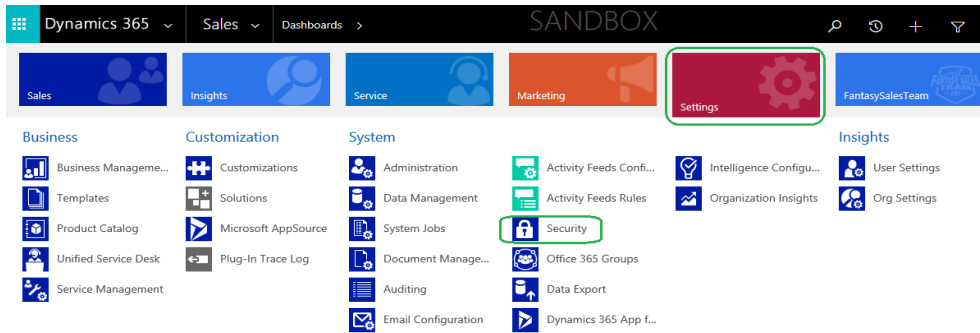 Dynamics 365 Sales Dashboards > SANDBOX
Sales Insights Service Marketing Settings FantasySalesTeam FANTASY SALES TEAM
Business Customization System Insights
Business Manageme... Customizations Administration Activity Feeds Confi... Intelligence Configu... User Settings
Templates Solutions Data Management Activity Feeds Rules Organization Insights Org Settings
Product Catalog Microsoft AppSource System Jobs Security
Unified Service Desk Plug-In Trace Log Document Manage... Office 365 Groups
Service Management Auditing Data Export
Email Configuration Dynamics 365 App f...